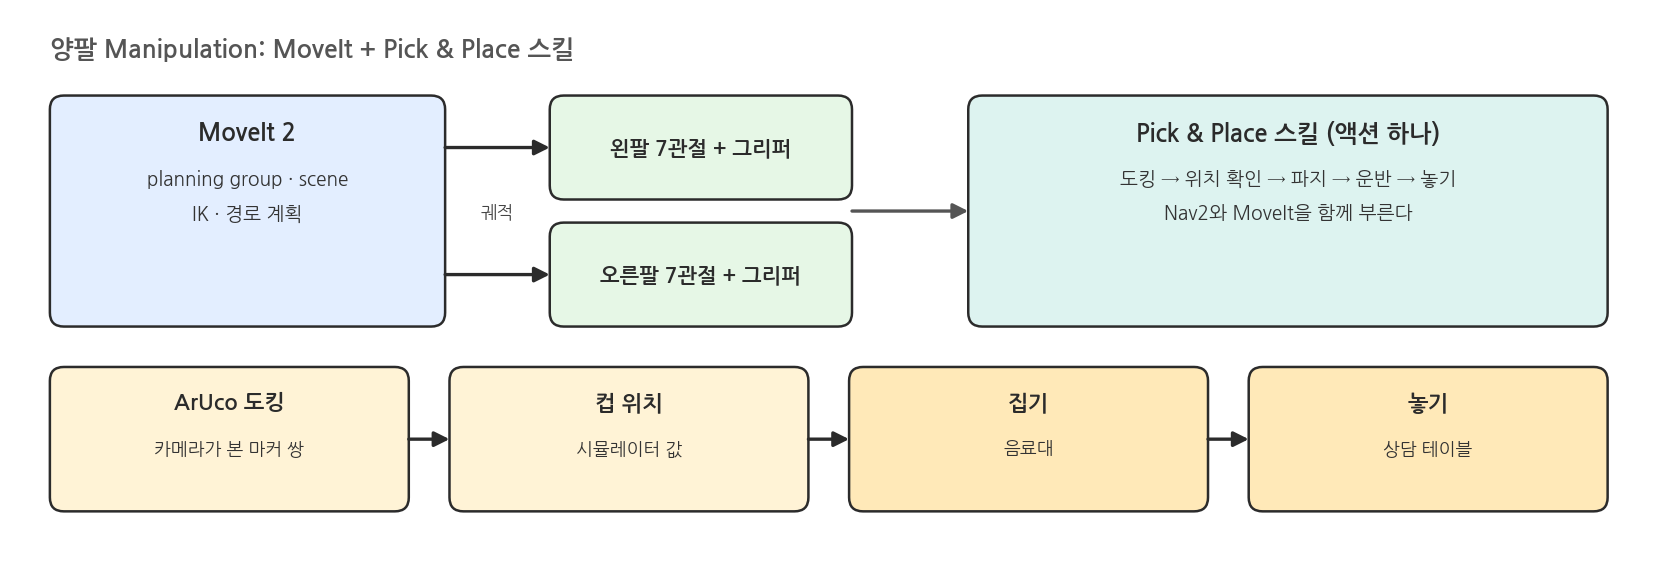 양팔 Manipulation: MoveIt + Pick & Place 스킬
MoveIt 2
planning group · scene
IK · 경로 계획
궤적
왼팔 7관절 + 그리퍼
오른팔 7관절 + 그리퍼
Pick & Place 스킬 (액션 하나)
도킹 → 위치 확인 → 파지 → 운반 → 놓기
Nav2와 MoveIt을 함께 부른다
ArUco 도킹
카메라가 본 마커 쌍
컵 위치
시뮬레이터 값
집기
음료대
놓기
상담 테이블